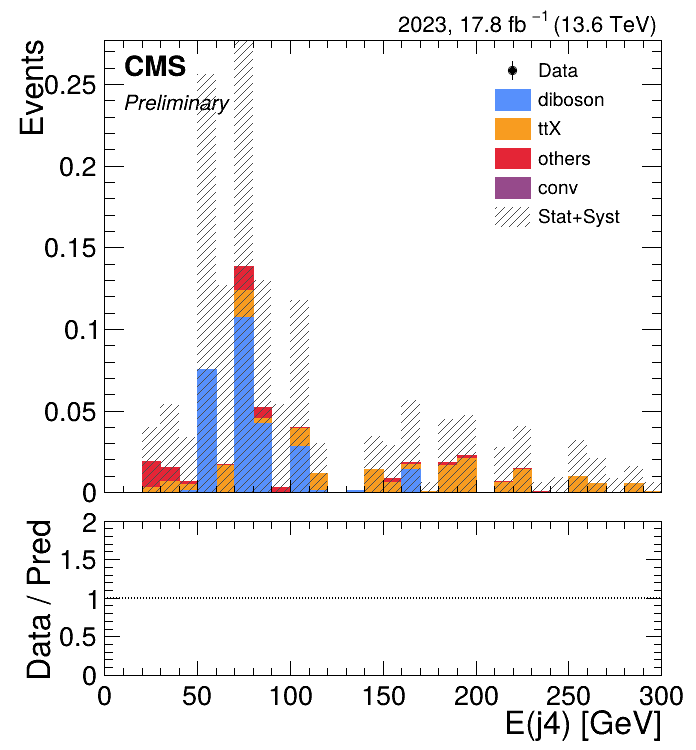 2023, 17.8 fb⁻¹ (13.6 TeV)
CMS
Preliminary
Events
0.25
0.2
0.15
0.1
0.05
0
Data
diboson
ttX
others
conv
Stat+Syst
Data / Pred
2
1.5
1
0.5
0
0 50 100 150 200 250 300
E(j4) [GeV]